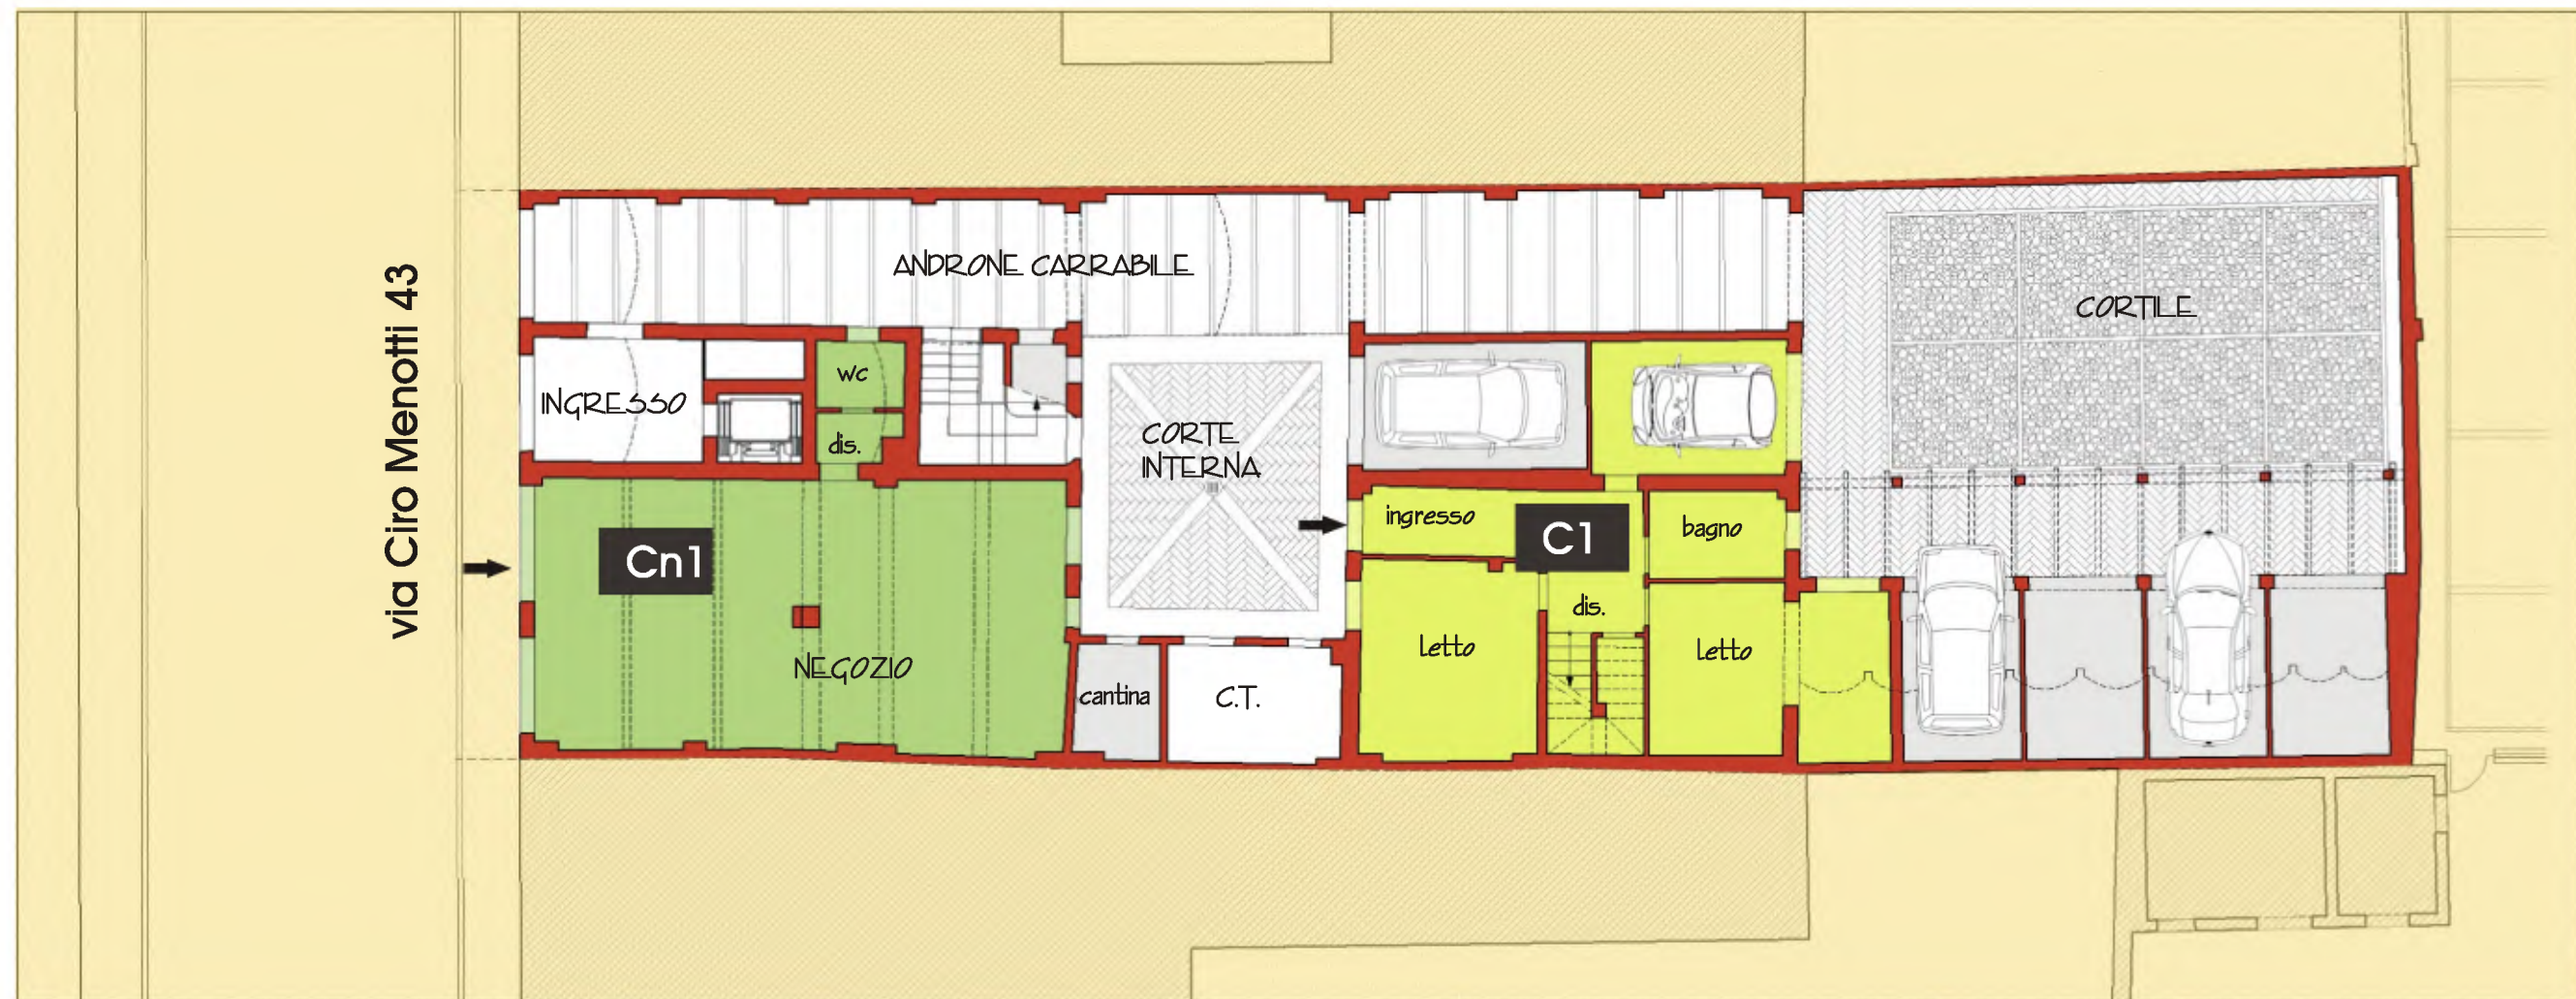 via Ciro Menotti 43
ANDRONE CARRABILE
CORTILE
INGRESSO
wc
dis.
CORTE
INTERNA
Cn1
NEGOZIO
cantina
C.T.
ingresso
C1
bagno
dis.
Letto
Letto